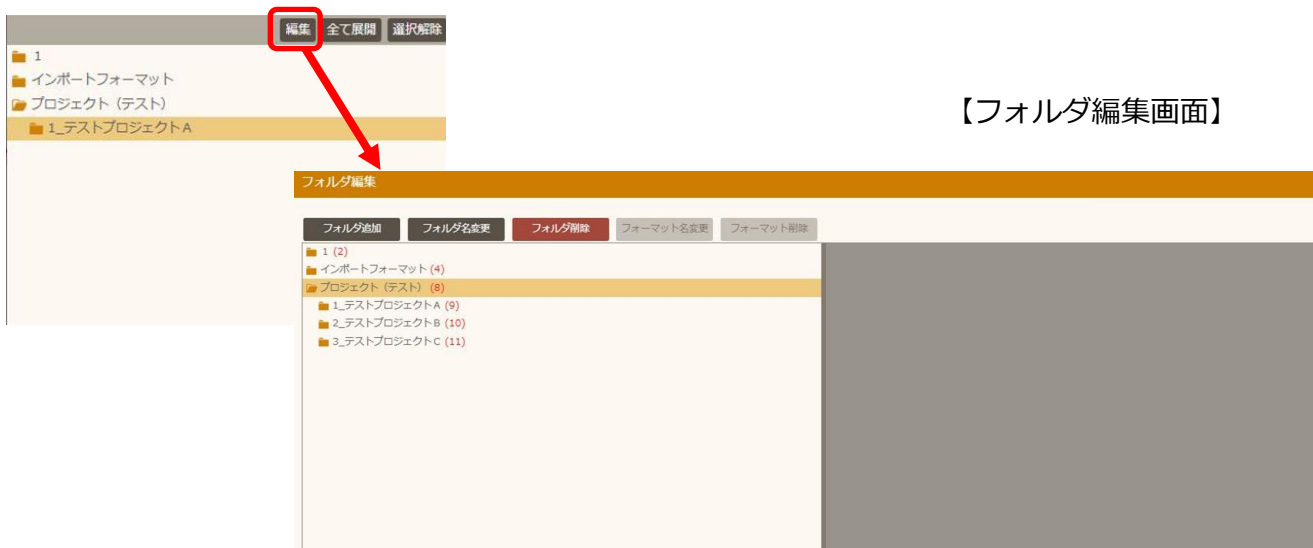 編集 全て展開 選択解除
1
インポートフォーマット
プロジェクト（テスト）
1_テストプロジェクトA
【フォルダ編集画面】
フォルダ編集
フォルダ追加 フォルダ名変更 フォルダ削除 フォーマット名変更 フォーマット削除
1 (2)
インポートフォーマット (4)
プロジェクト（テスト） (8)
1_テストプロジェクトA (9)
2_テストプロジェクトB (10)
3_テストプロジェクトC (11)